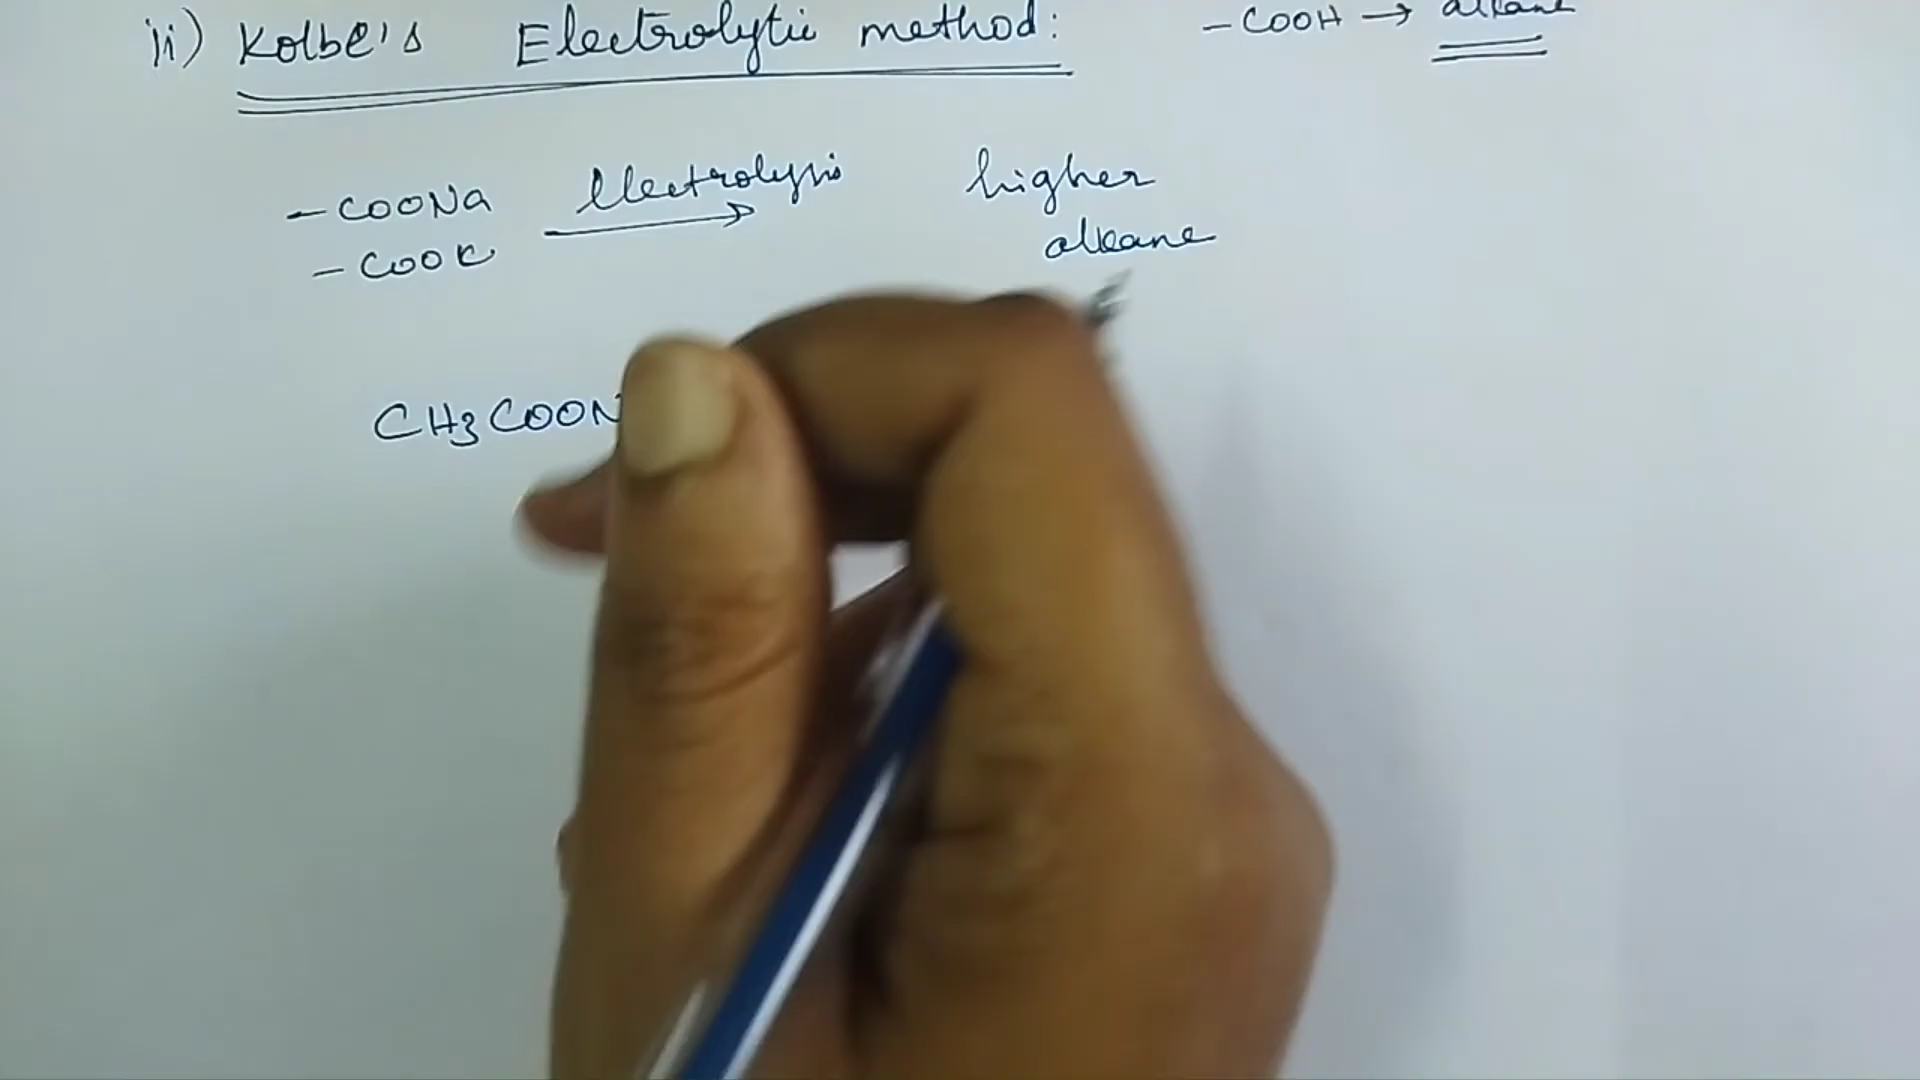 ii) Kolbe's Electrolytic method: -COOH → alkane
-COONa Electrolysis higher
-COOK alkane
CH3COON